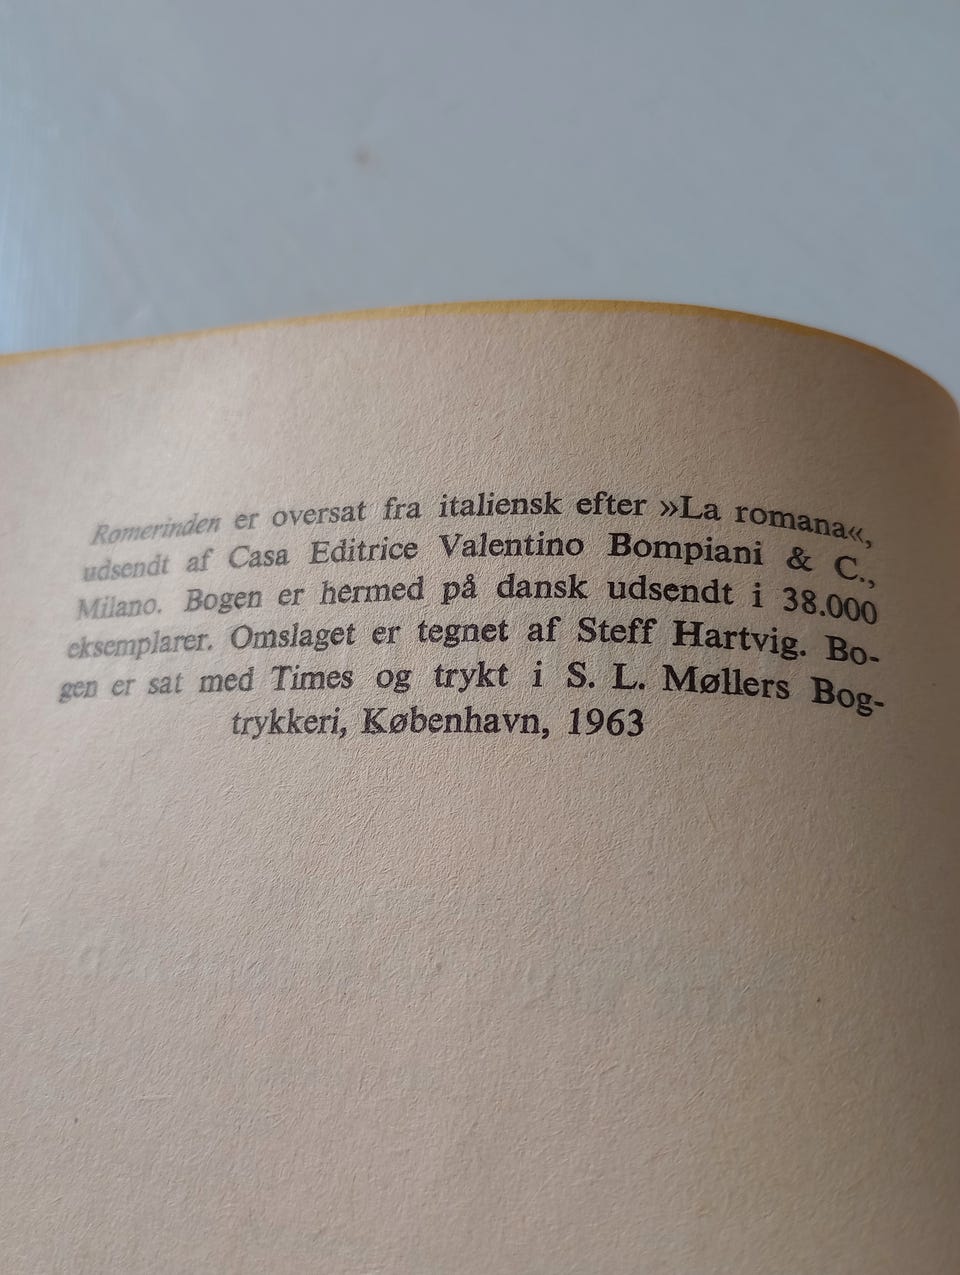 Romerinden er oversat fra italiensk efter »La romana«,
udsendt af Casa Editrice Valentino Bompiani & C.,
Milano. Bogen er hermed på dansk udsendt i 38.000
eksemplarer. Omslaget er tegnet af Steff Hartvig. Bo-
gen er sat med Times og trykt i S. L. Møllers Bog-
trykkeri, København, 1963